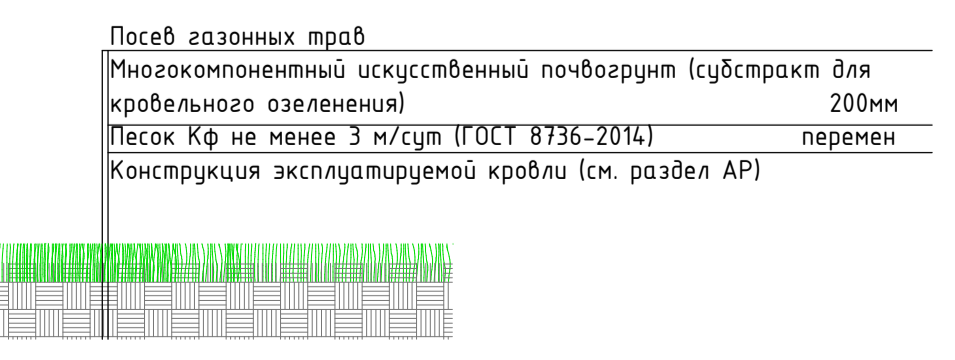 Посев газонных трав
Многокомпонентный искусственный почвогрунт (субстракт для
кровельного озеленения) 200мм
Песок Кф не менее 3 м/сут (ГОСТ 8736-2014) перемен
Конструкция эксплуатируемой кровли (см. раздел АР)